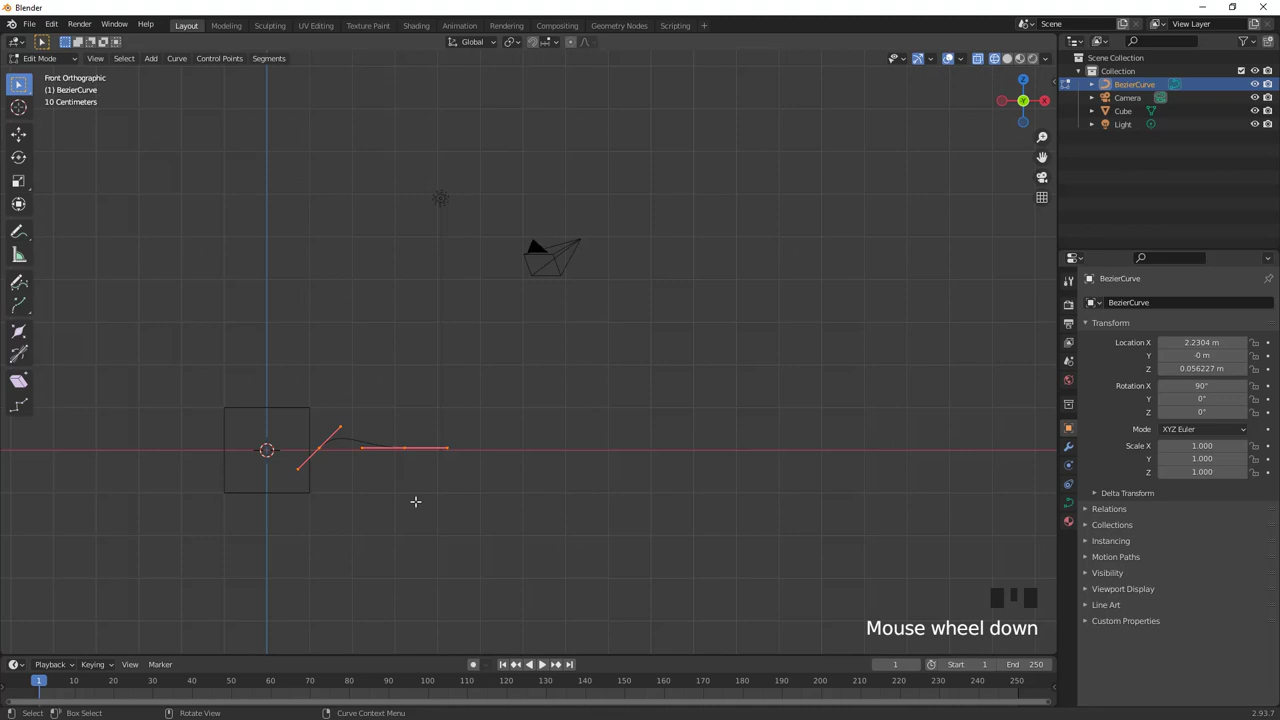 Blender
File Edit Render Window Help Layout Modeling Sculpting UV Editing Texture Paint Shading Animation Rendering Compositing Geometry Nodes Scripting + Scene View Layer
Global
Edit Mode View Select Add Curve Control Points Segments
Front Orthographic
(1) BezierCurve
10 Centimeters
Z
Y
X
Mouse wheel down
Scene Collection
Collection
BezierCurve
Camera
Cube
Light
BezierCurve
BezierCurve
Transform
Location X 2.2304 m
Y -0 m
Z 0.056227 m
Rotation X 90°
Y 0°
Z 0°
Mode XYZ Euler
Scale X 1.000
Y 1.000
Z 1.000
Delta Transform
Relations
Collections
Instancing
Motion Paths
Visibility
Viewport Display
Line Art
Custom Properties
Playback Keying View Marker 1 Start 1 End 250
1 10 20 30 40 50 60 70 80 90 100 110 120 130 140 150 160 170 180 190 200 210 220 230 240 250
Select Box Select Rotate View Curve Context Menu 2.93.7